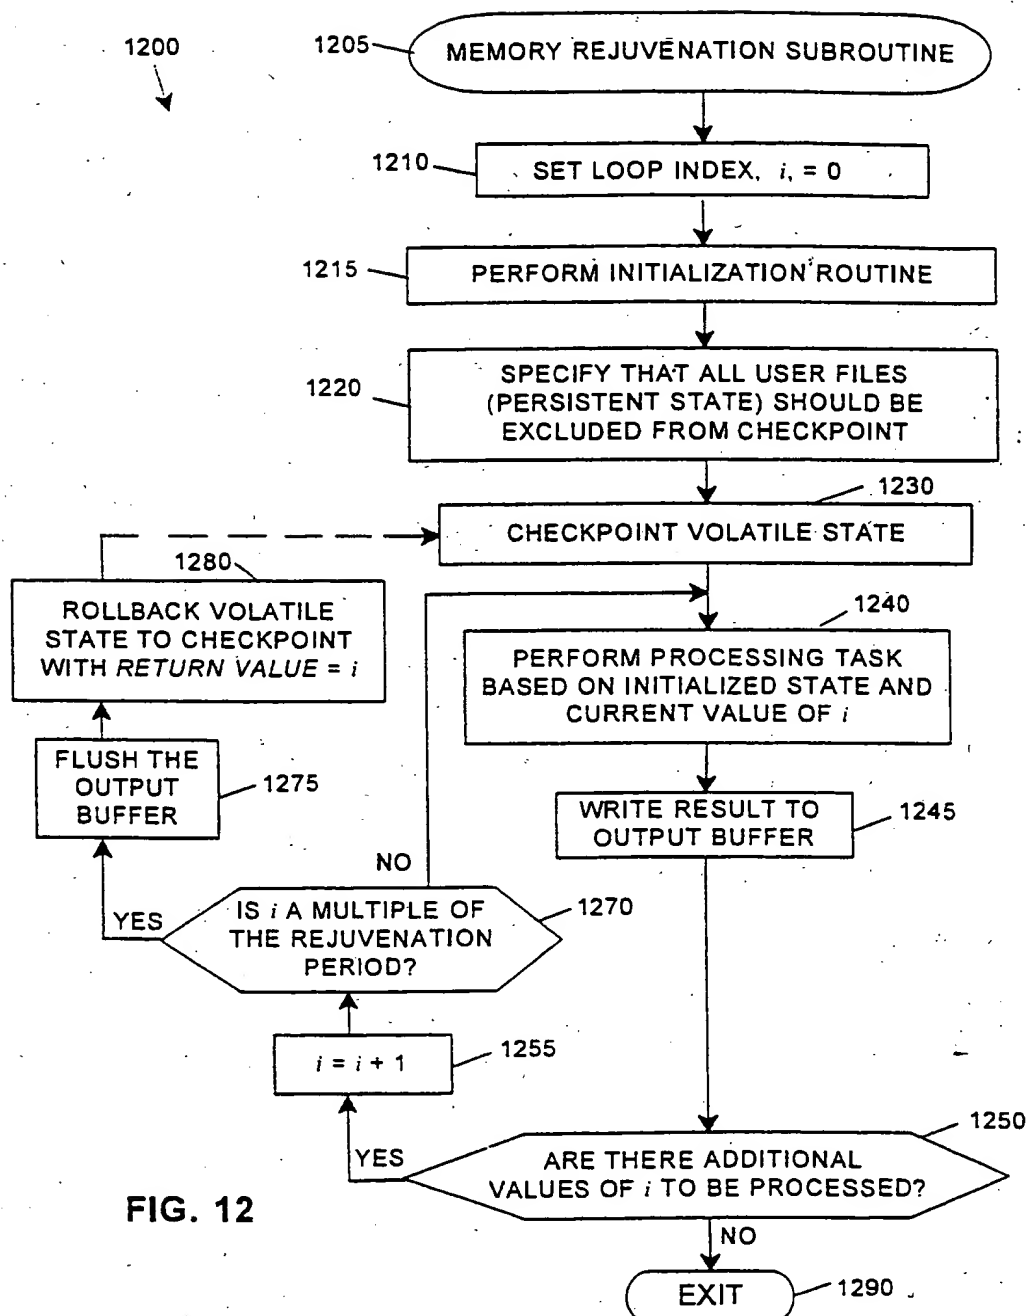 1200
1205
MEMORY REJUVENATION SUBROUTINE
1210
SET LOOP INDEX, i, = 0
1215
PERFORM INITIALIZATION ROUTINE
1220
SPECIFY THAT ALL USER FILES
(PERSISTENT STATE) SHOULD BE
EXCLUDED FROM CHECKPOINT
1230
CHECKPOINT VOLATILE STATE
1280
ROLLBACK VOLATILE
STATE TO CHECKPOINT
WITH RETURN VALUE = i
1240
PERFORM PROCESSING TASK
BASED ON INITIALIZED STATE AND
CURRENT VALUE OF i
FLUSH THE
OUTPUT
BUFFER
1275
WRITE RESULT TO
OUTPUT BUFFER
1245
NO
YES
IS i A MULTIPLE OF
THE REJUVENATION
PERIOD?
1270
i = i + 1
1255
YES
ARE THERE ADDITIONAL
VALUES OF i TO BE PROCESSED?
1250
NO
EXIT
1290
FIG. 12